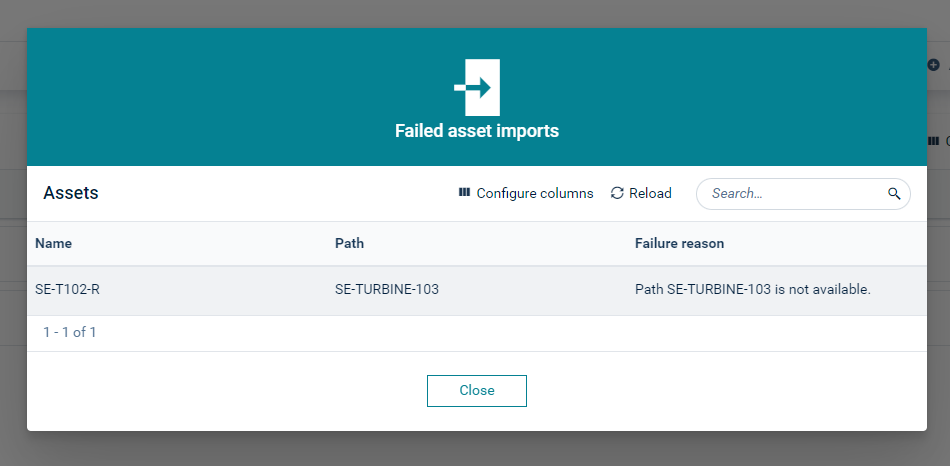 Failed asset imports
Assets
Configure columns
Reload
Search...
Name Path Failure reason
SE-T102-R SE-TURBINE-103 Path SE-TURBINE-103 is not available.
1 - 1 of 1
Close